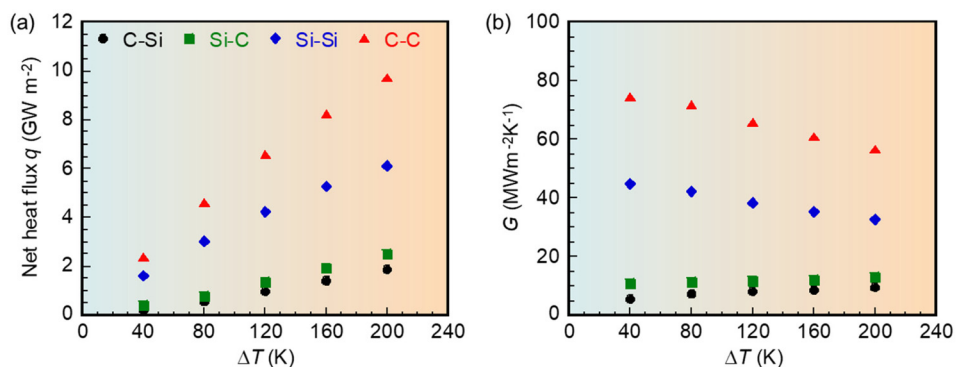 (a)
Net heat flux q (GW m-2)
12
10
8
6
4
2
0
C-Si Si-C Si-Si C-C
0 40 80 120 160 200 240
ΔT (K)
(b)
G (MWm-2K-1)
100
80
60
40
20
0
0 40 80 120 160 200 240
ΔT (K)